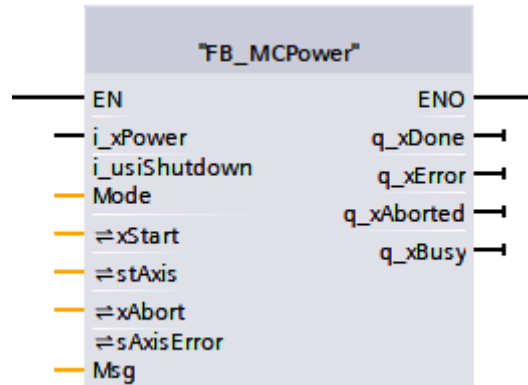 "FB_MCPower"
EN ENO
i_xPower q_xDone
i_usiShutdown
Mode q_xError
⇌xStart q_xAborted
⇌stAxis q_xBusy
⇌xAbort
⇌sAxisError
Msg